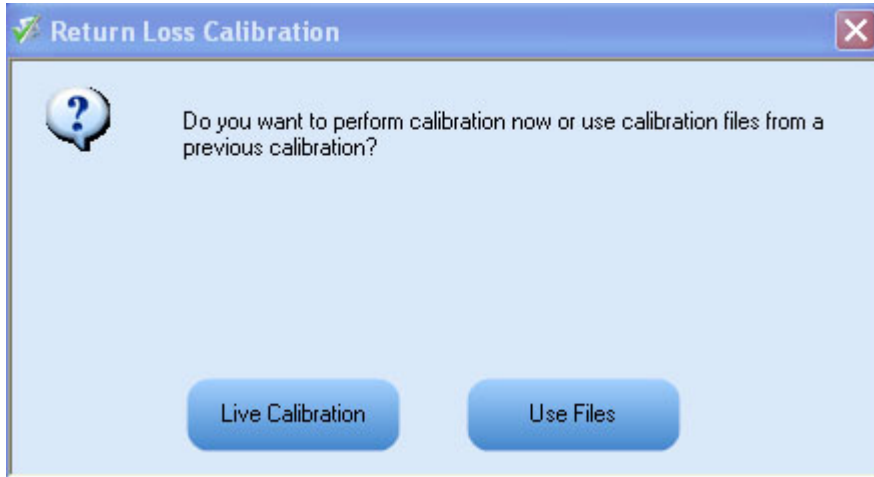 Return Loss Calibration
Do you want to perform calibration now or use calibration files from a
previous calibration?
Live Calibration
Use Files